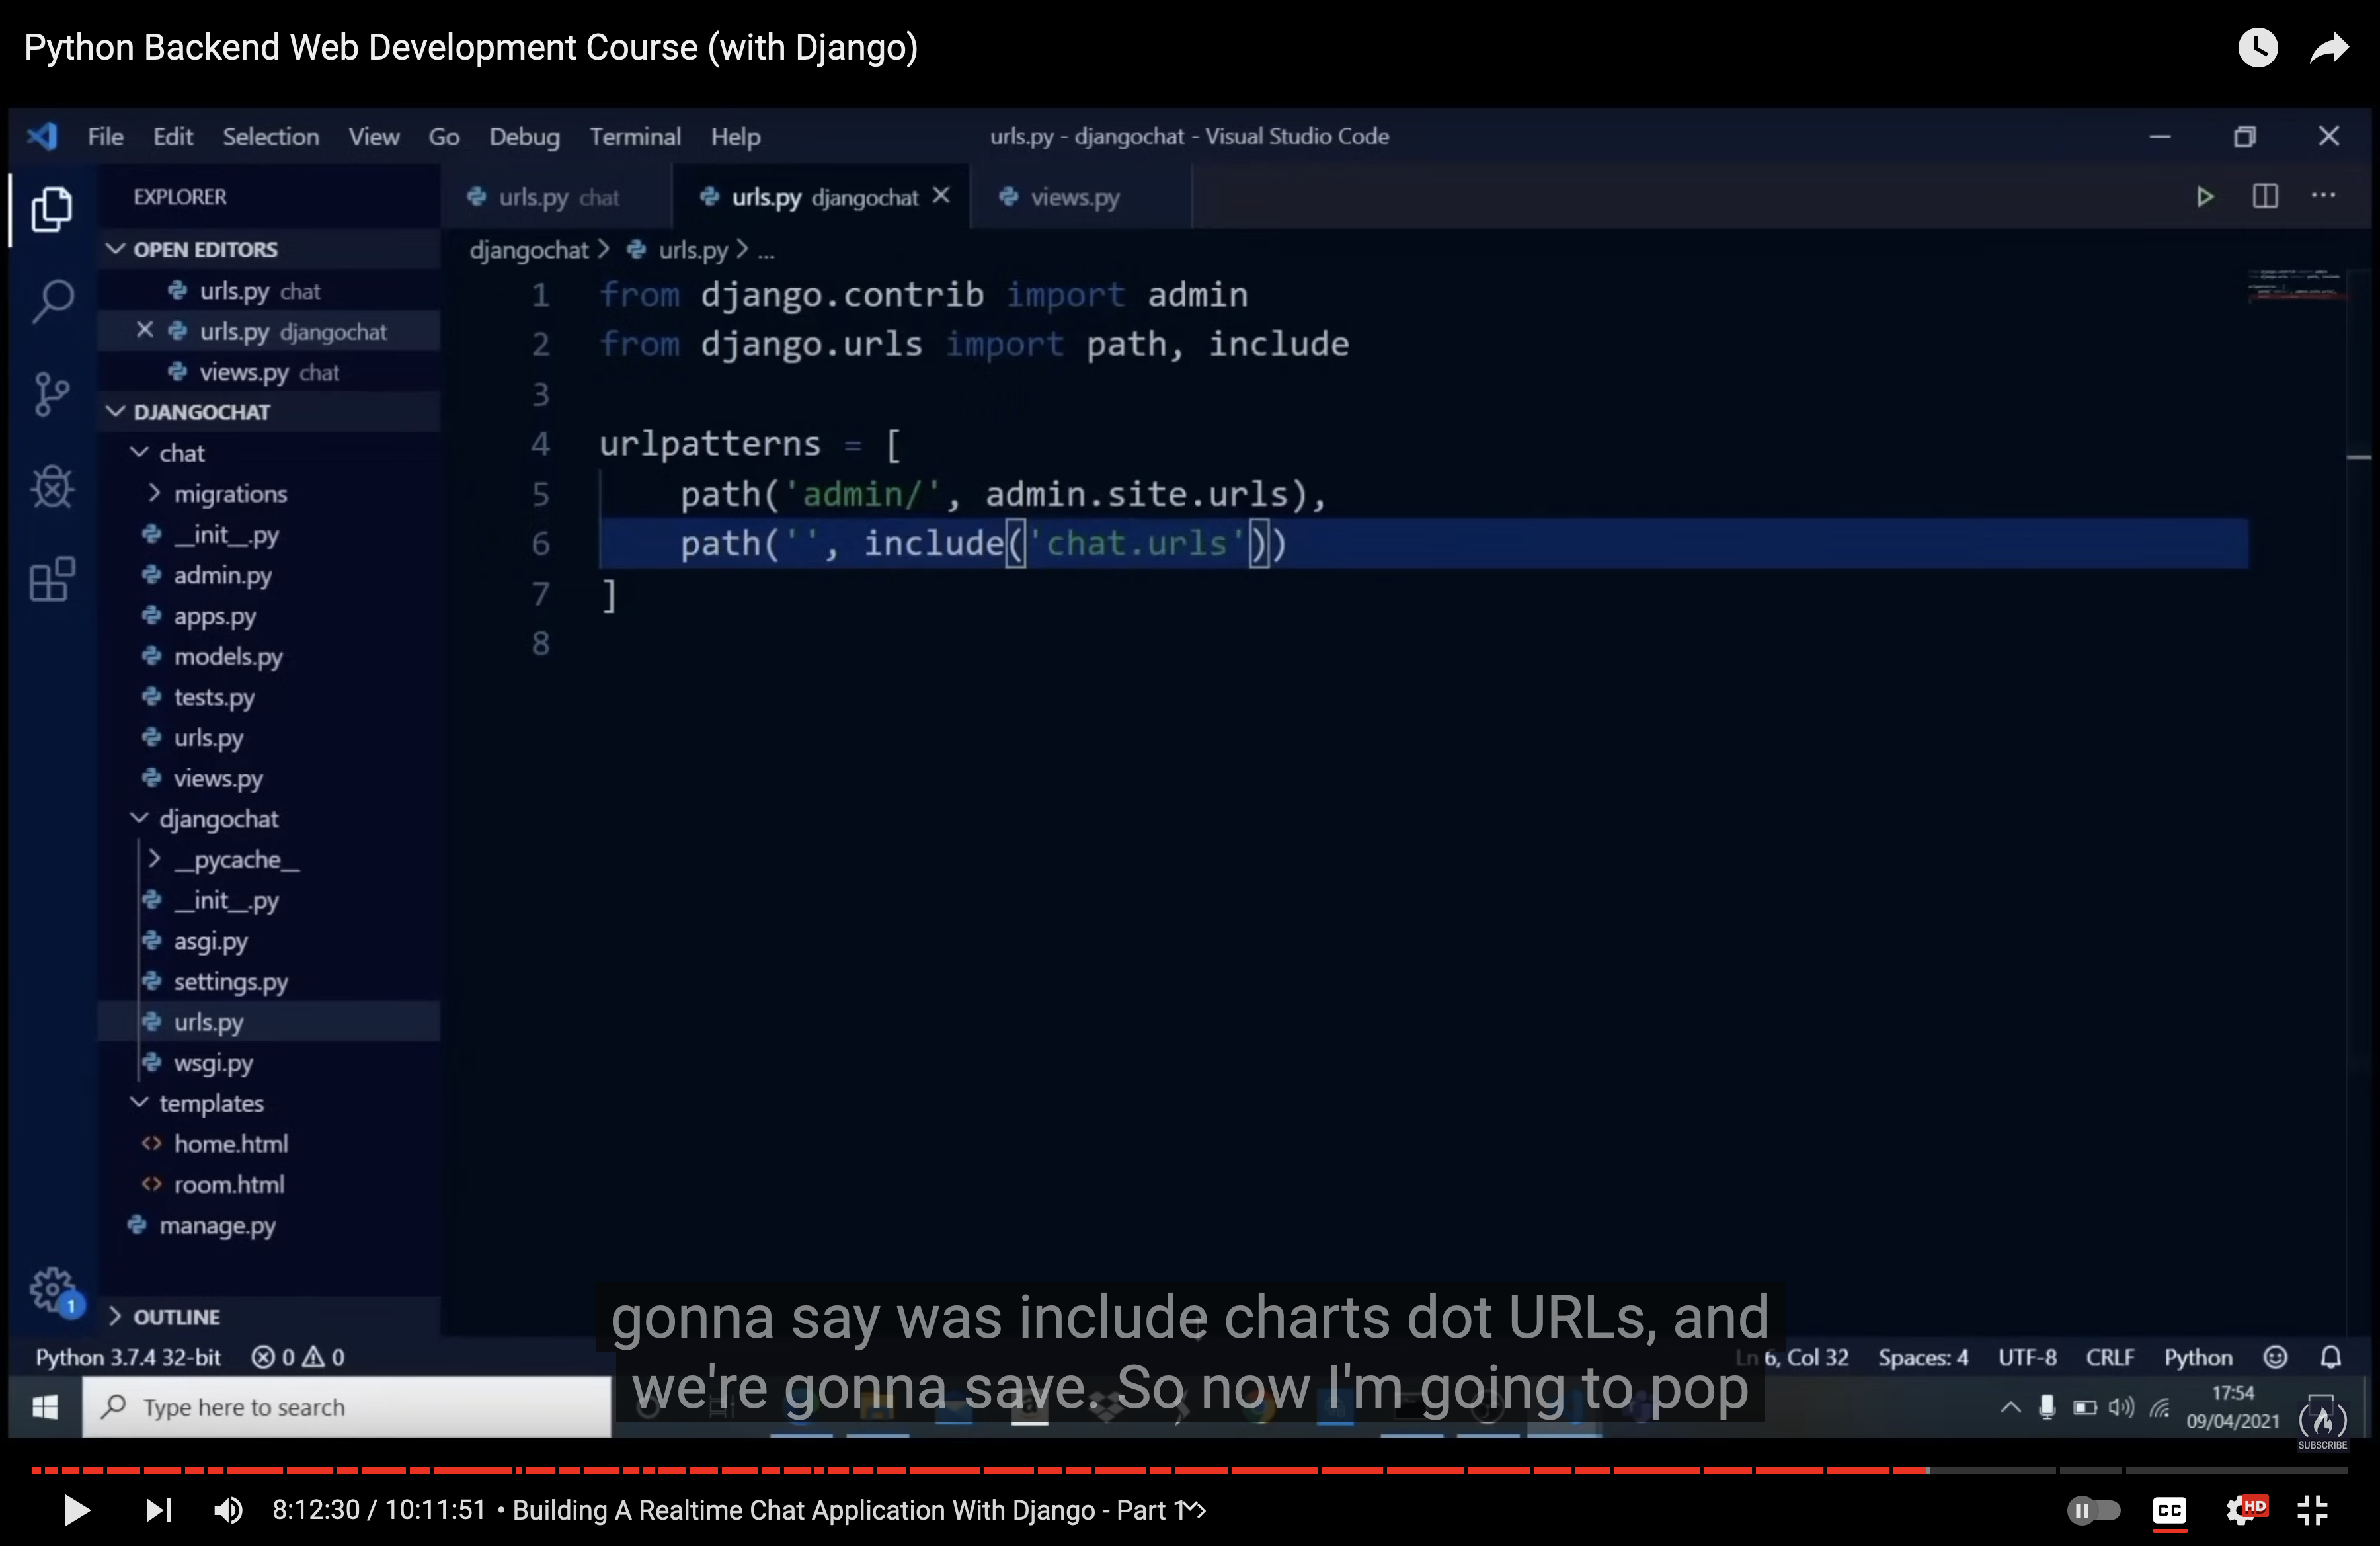 Python Backend Web Development Course (with Django)
File Edit Selection View Go Debug Terminal Help
urls.py - djangochat - Visual Studio Code
EXPLORER
urls.py chat
urls.py djangochat
views.py
OPEN EDITORS
urls.py chat
urls.py djangochat
views.py chat
DJANGOCHAT
chat
migrations
__init__.py
admin.py
apps.py
models.py
tests.py
urls.py
views.py
djangochat
__pycache__
__init__.py
asgi.py
settings.py
urls.py
wsgi.py
templates
home.html
room.html
manage.py
OUTLINE
djangochat > urls.py > ...
1 from django.contrib import admin
2 from django.urls import path, include
3
4 urlpatterns = [
5 path('admin/', admin.site.urls),
6 path('', include('chat.urls'))
7 ]
8
gonna say was include charts dot URLs, and
we're gonna save. So now I'm going to pop
1
Python 3.7.4 32-bit 0 0
Ln 6, Col 32 Spaces: 4 UTF-8 CRLF Python
Type here to search
17:54
09/04/2021
SUBSCRIBE
8:12:30 / 10:11:51 • Building A Realtime Chat Application With Django - Part 1
CC
HD